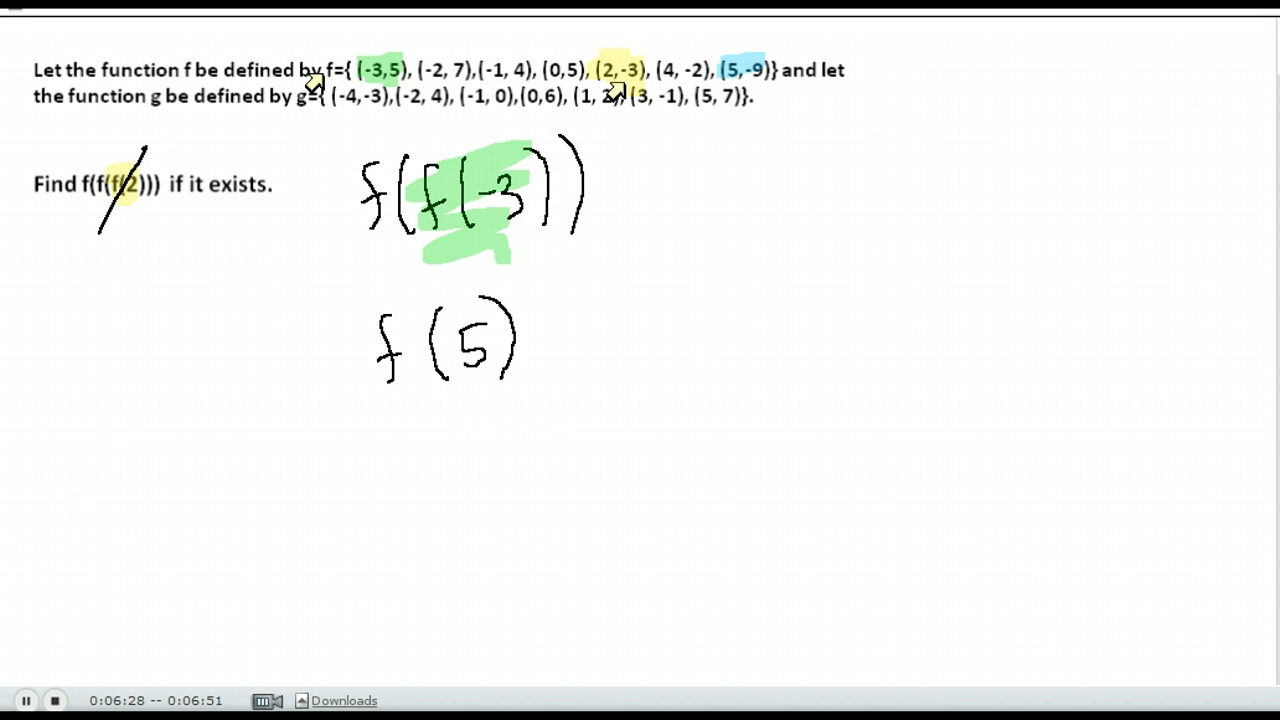 Let the function f be defined by f={ (-3,5), (-2, 7),(-1, 4), (0,5), (2,-3), (4, -2), (5,-9)} and let
the function g be defined by g={ (-4,-3),(-2, 4), (-1, 0),(0,6), (1, 2), (3, -1), (5, 7)}.
Find f(f(f(2))) if it exists.
f(f(-3))
f(5)
0:06:28 -- 0:06:51 Downloads